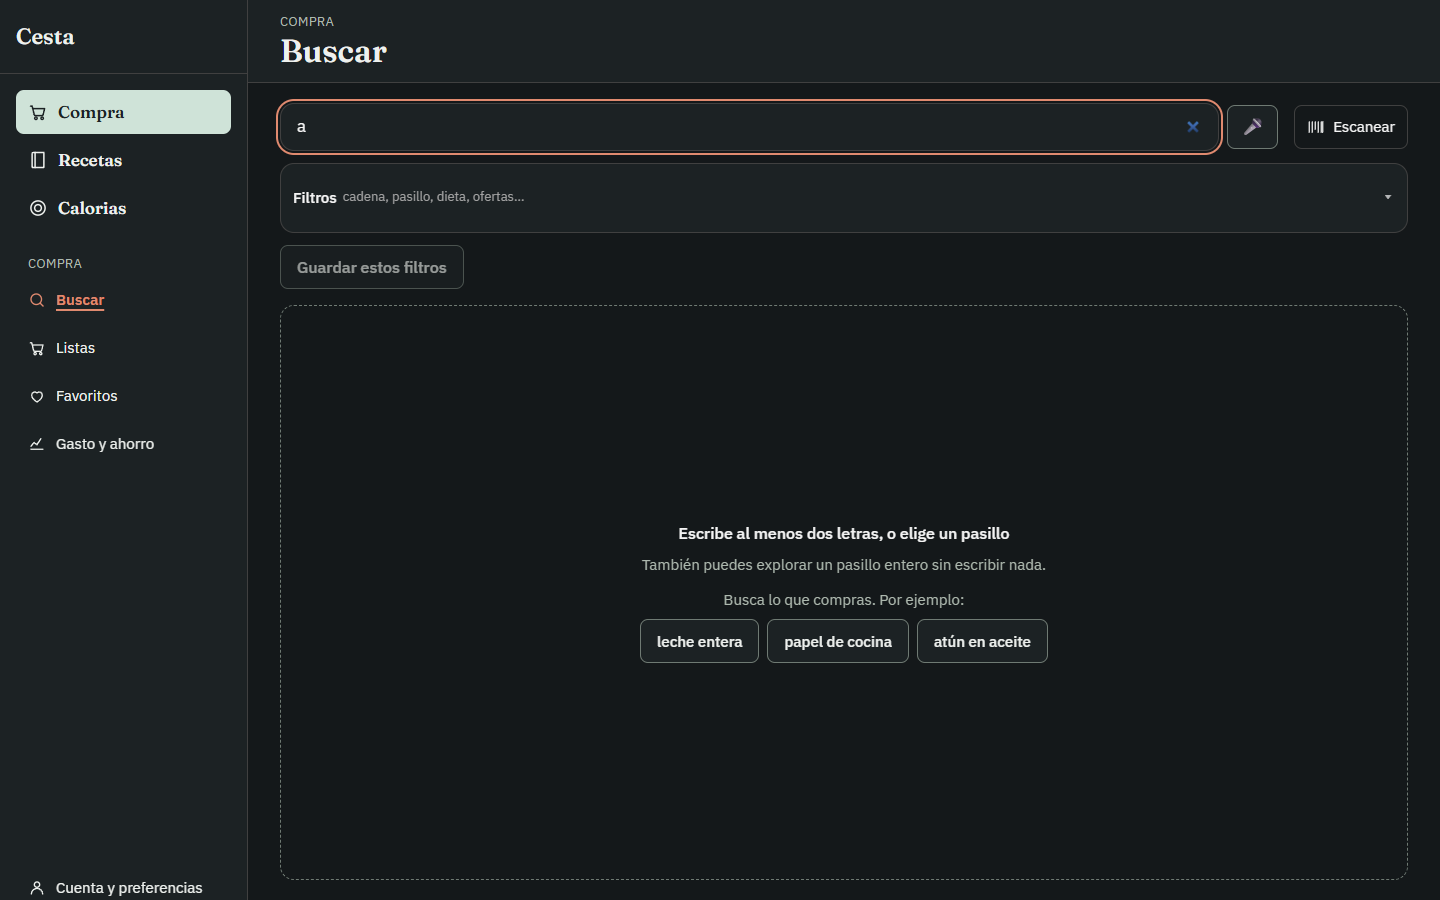 Cesta
Compra
Recetas
Calorias
COMPRA
Buscar
Listas
Favoritos
Gasto y ahorro
Cuenta y preferencias
COMPRA
Buscar
a
Escanear
Filtros cadena, pasillo, dieta, ofertas...
Guardar estos filtros
Escribe al menos dos letras, o elige un pasillo
También puedes explorar un pasillo entero sin escribir nada.
Busca lo que compras. Por ejemplo:
leche entera papel de cocina atún en aceite